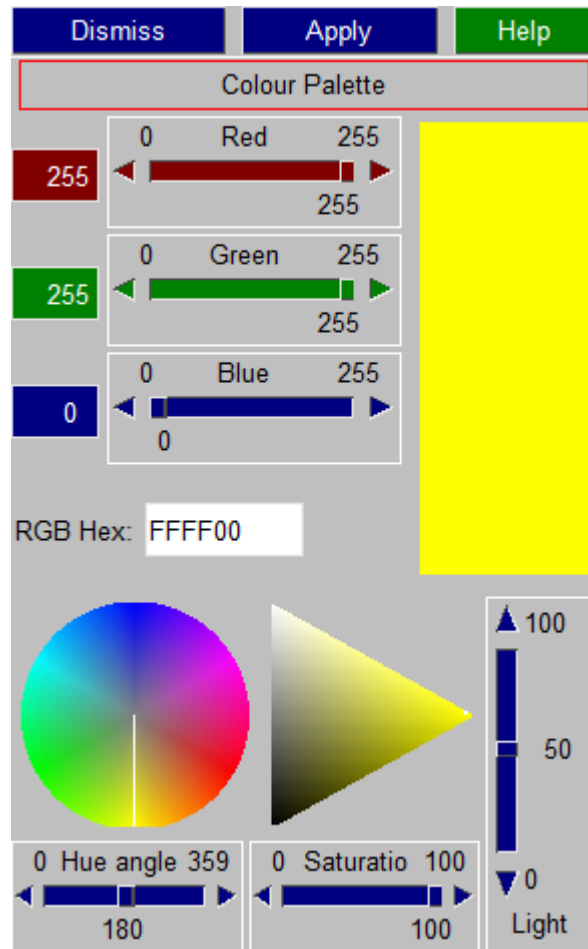 Dismiss Apply Help
Colour Palette
0 Red 255
255
255
0 Green 255
255
255
0 Blue 255
0
0
RGB Hex: FFFF00
100
50
0 Hue angle 359
0 Saturatio 100
0
180
100
Light